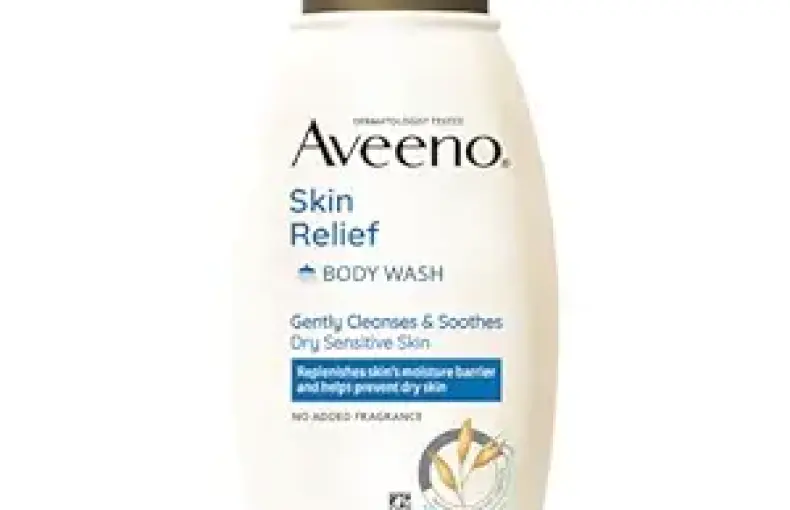 DERMATOLOGIST TESTED
Aveeno®
Skin
Relief
BODY WASH
Gently Cleanses & Soothes
Dry Sensitive Skin
Replenishes skin's moisture barrier
and helps prevent dry skin
NO ADDED FRAGRANCE